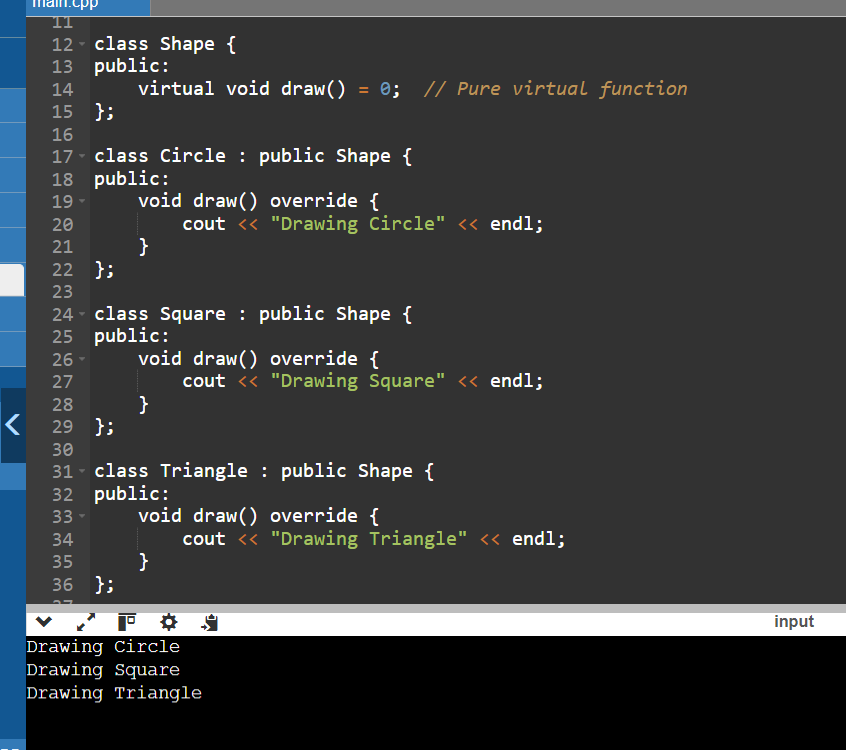 main.cpp
11
12 class Shape {
13 public:
14     virtual void draw() = 0;  // Pure virtual function
15 };
16
17 class Circle : public Shape {
18 public:
19     void draw() override {
20         cout << "Drawing Circle" << endl;
21     }
22 };
23
24 class Square : public Shape {
25 public:
26     void draw() override {
27         cout << "Drawing Square" << endl;
28     }
29 };
30
31 class Triangle : public Shape {
32 public:
33     void draw() override {
34         cout << "Drawing Triangle" << endl;
35     }
36 };
37
input
Drawing Circle
Drawing Square
Drawing Triangle